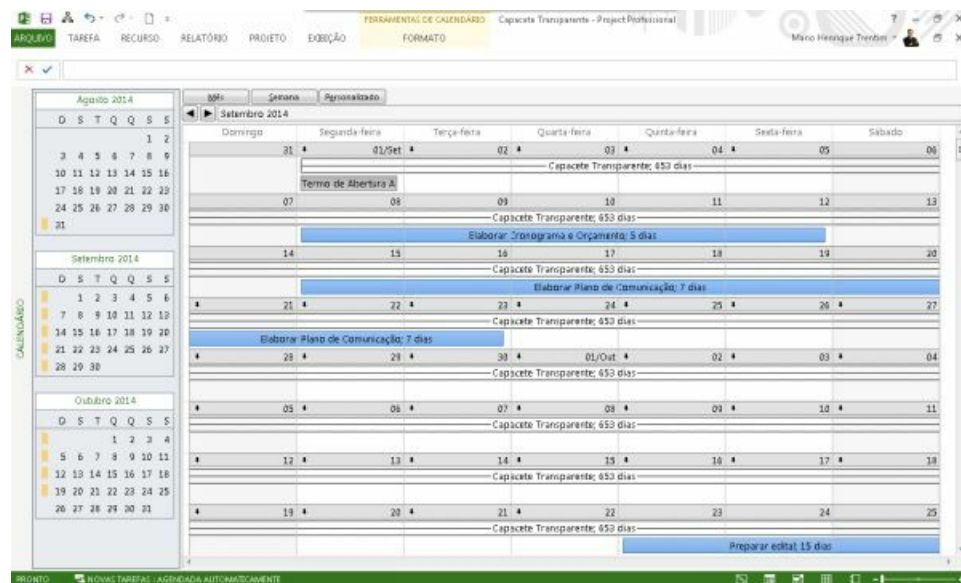 FERRAMENTAS DE CALENDÁRIO Capacete Transparente - Project Professional
ARQUIVO TAREFA RECURSO RELATÓRIO PROJETO EXIBIÇÃO FORMATO Mario Henrique Trentim
Agosto 2014
D S T Q Q S S
1 2
3 4 5 6 7 8 9
10 11 12 13 14 15 16
17 18 19 20 21 22 23
24 25 26 27 28 29 30
31
Setembro 2014
D S T Q Q S S
1 2 3 4 5 6
7 8 9 10 11 12 13
14 15 16 17 18 19 20
21 22 23 24 25 26 27
28 29 30
Outubro 2014
D S T Q Q S S
1 2 3 4
5 6 7 8 9 10 11
12 13 14 15 16 17 18
19 20 21 22 23 24 25
26 27 28 29 30 31
CALENDÁRIO
Mês Semana Personalizado
Setembro 2014
Domingo Segunda-feira Terça-feira Quarta-feira Quinta-feira Sexta-feira Sábado
31 01/Set 02 03 04 05 06
Capacete Transparente; 653 dias
Termo de Abertura A
07 08 09 10 11 12 13
Capacete Transparente; 653 dias
Elaborar Cronograma e Orçamento; 5 dias
14 15 16 17 18 19 20
Capacete Transparente; 653 dias
Elaborar Plano de Comunicação; 7 dias
21 22 23 24 25 26 27
Capacete Transparente; 653 dias
Elaborar Plano de Comunicação; 7 dias
28 29 30 01/Out 02 03 04
Capacete Transparente; 653 dias
05 06 07 08 09 10 11
Capacete Transparente; 653 dias
12 13 14 15 16 17 18
Capacete Transparente; 653 dias
19 20 21 22 23 24 25
Capacete Transparente; 653 dias
Preparar edital; 15 dias
PRONTO NOVAS TAREFAS : AGENDADA AUTOMATICAMENTE